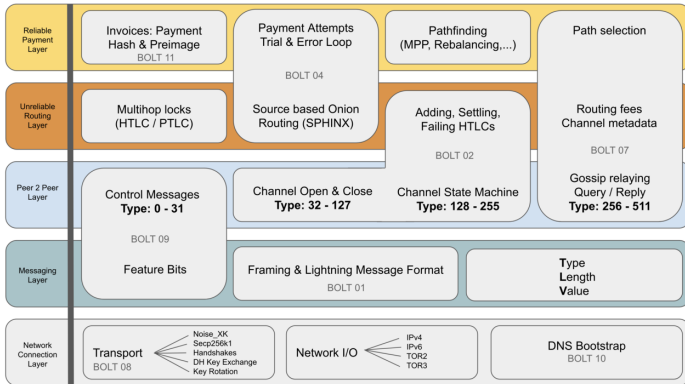 Reliable
Payment
Layer
Invoices: Payment
Hash & Preimage
BOLT 11
Payment Attempts
Trial & Error Loop
BOLT 04
Source based Onion
Routing (SPHINX)
Pathfinding
(MPP, Rebalancing,...)
Path selection
Unreliable
Routing
Layer
Multihop locks
(HTLC / PTLC)
Adding, Settling,
Failing HTLCs
BOLT 02
Channel State Machine
Type: 128 - 255
Routing fees
Channel metadata
BOLT 07
Gossip relaying
Query / Reply
Type: 256 - 511
Peer 2 Peer
Layer
Control Messages
Type: 0 - 31
BOLT 09
Feature Bits
Channel Open & Close
Type: 32 - 127
Messaging
Layer
Framing & Lightning Message Format
BOLT 01
Type
Length
Value
Network
Connection
Layer
Transport
BOLT 08
Noise_XK
Secp256k1
Handshakes
DH Key Exchange
Key Rotation
Network I/O
IPv4
IPv6
TOR2
TOR3
DNS Bootstrap
BOLT 10